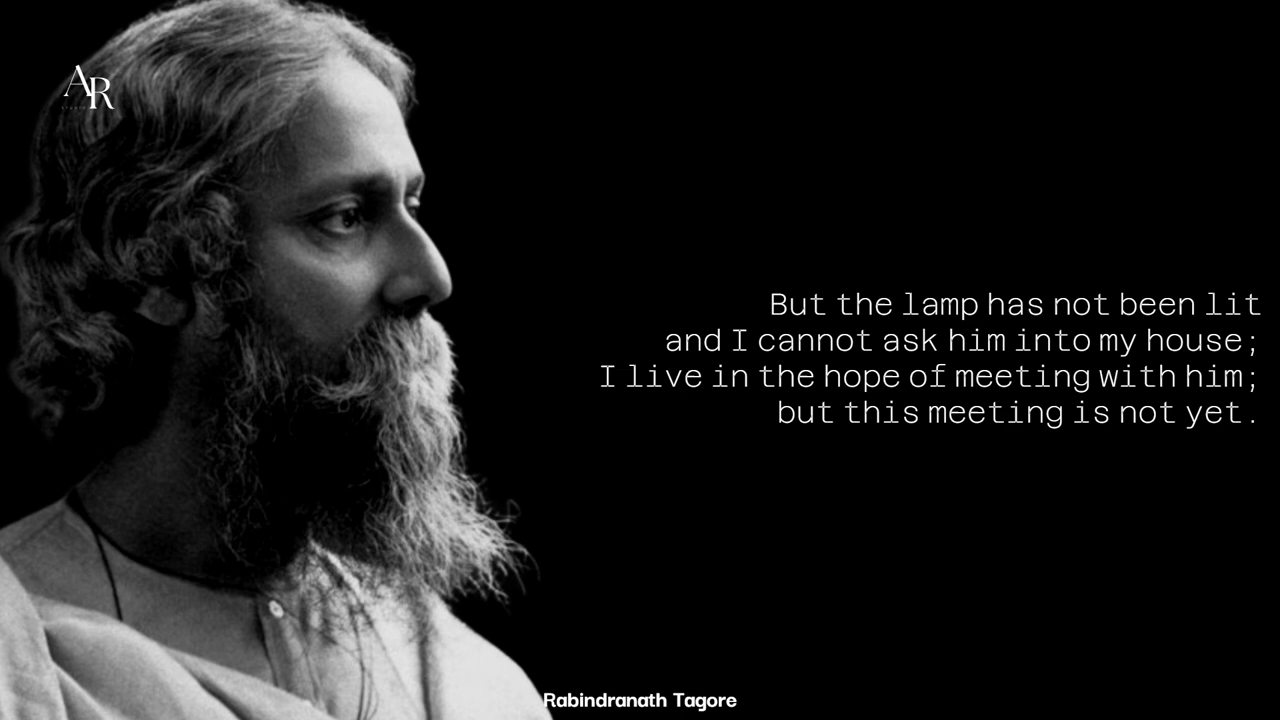 AR
But the lamp has not been lit
and I cannot ask him into my house;
I live in the hope of meeting with him;
but this meeting is not yet.
Rabindranath Tagore